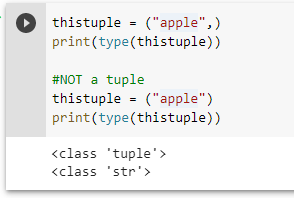 thistuple = ("apple",)
print(type(thistuple))
#NOT a tuple
thistuple = ("apple")
print(type(thistuple))
<class 'tuple'>
<class 'str'>